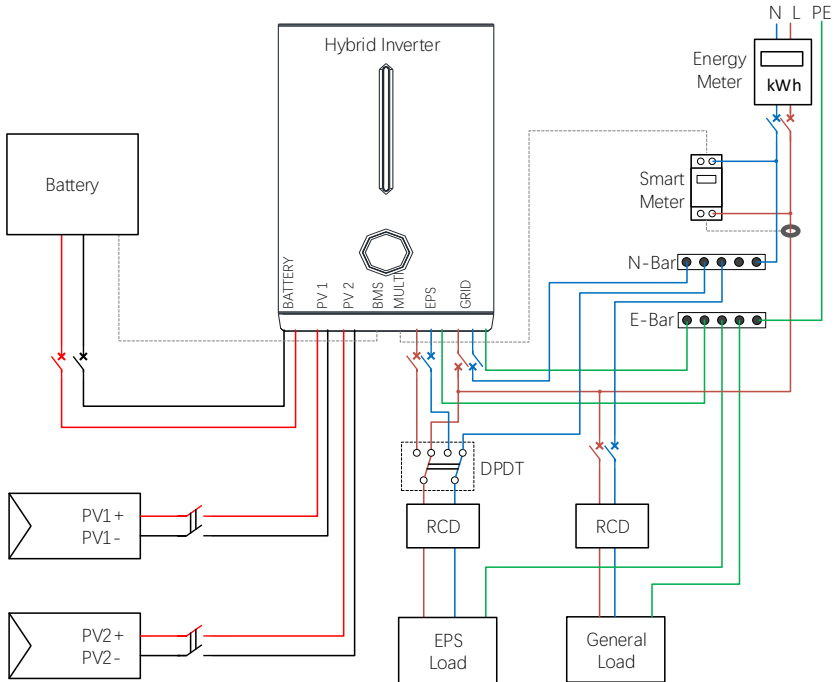 N L PE
Hybrid Inverter
Energy
Meter
kWh
Battery
Smart
Meter
BATTERY
PV 1
PV 2
BMS
MULTI
EPS
GRID
N-Bar
E-Bar
DPDT
PV1+
PV1-
RCD
RCD
PV2+
PV2-
EPS
Load
General
Load